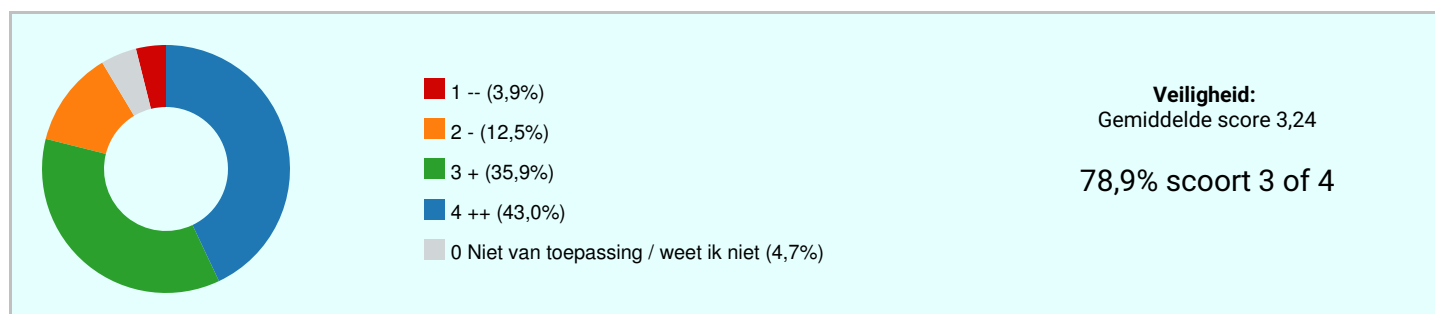 1 -- (3,9%)
2 - (12,5%)
3 + (35,9%)
4 ++ (43,0%)
0 Niet van toepassing / weet ik niet (4,7%)
Veiligheid:
Gemiddelde score 3,24
78,9% scoort 3 of 4